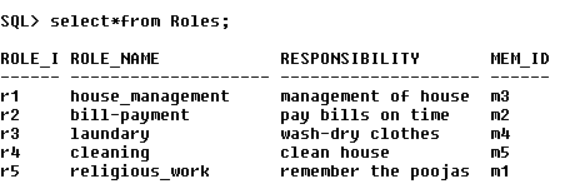 SQL> select*from Roles;
ROLE_I ROLE_NAME RESPONSIBILITY MEM_ID
------ -------------------- -------------------- ------
r1 house_management management of house m3
r2 bill-payment pay bills on time m2
r3 laundary wash-dry clothes m4
r4 cleaning clean house m5
r5 religious_work remember the poojas m1